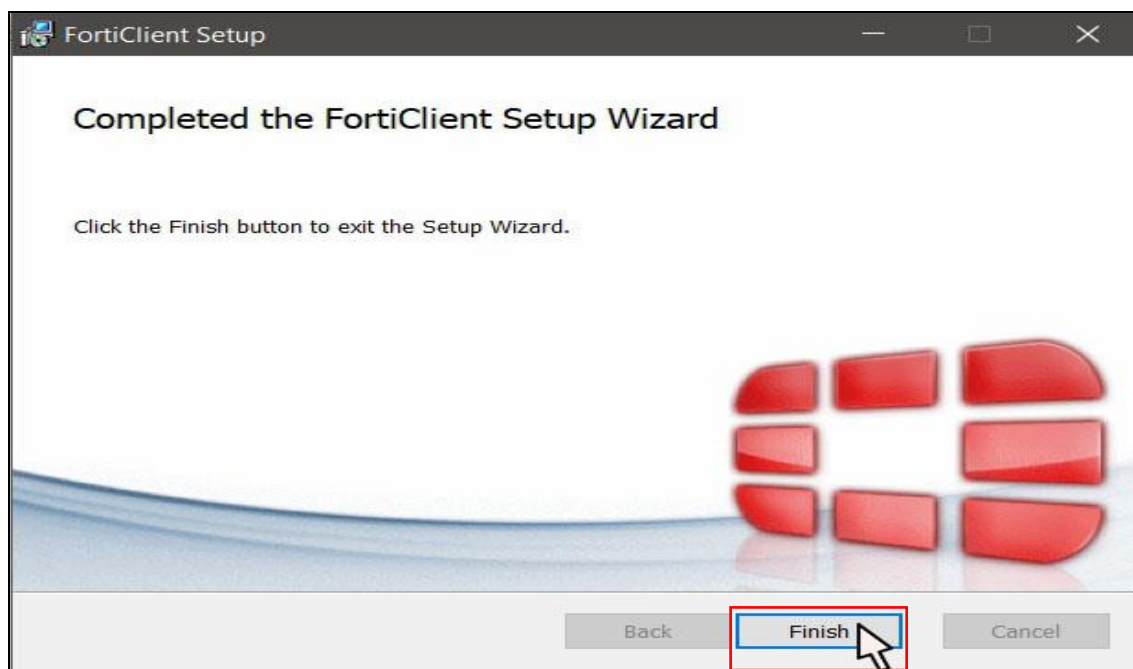 FortiClient Setup
Completed the FortiClient Setup Wizard
Click the Finish button to exit the Setup Wizard.
Back Finish Cancel